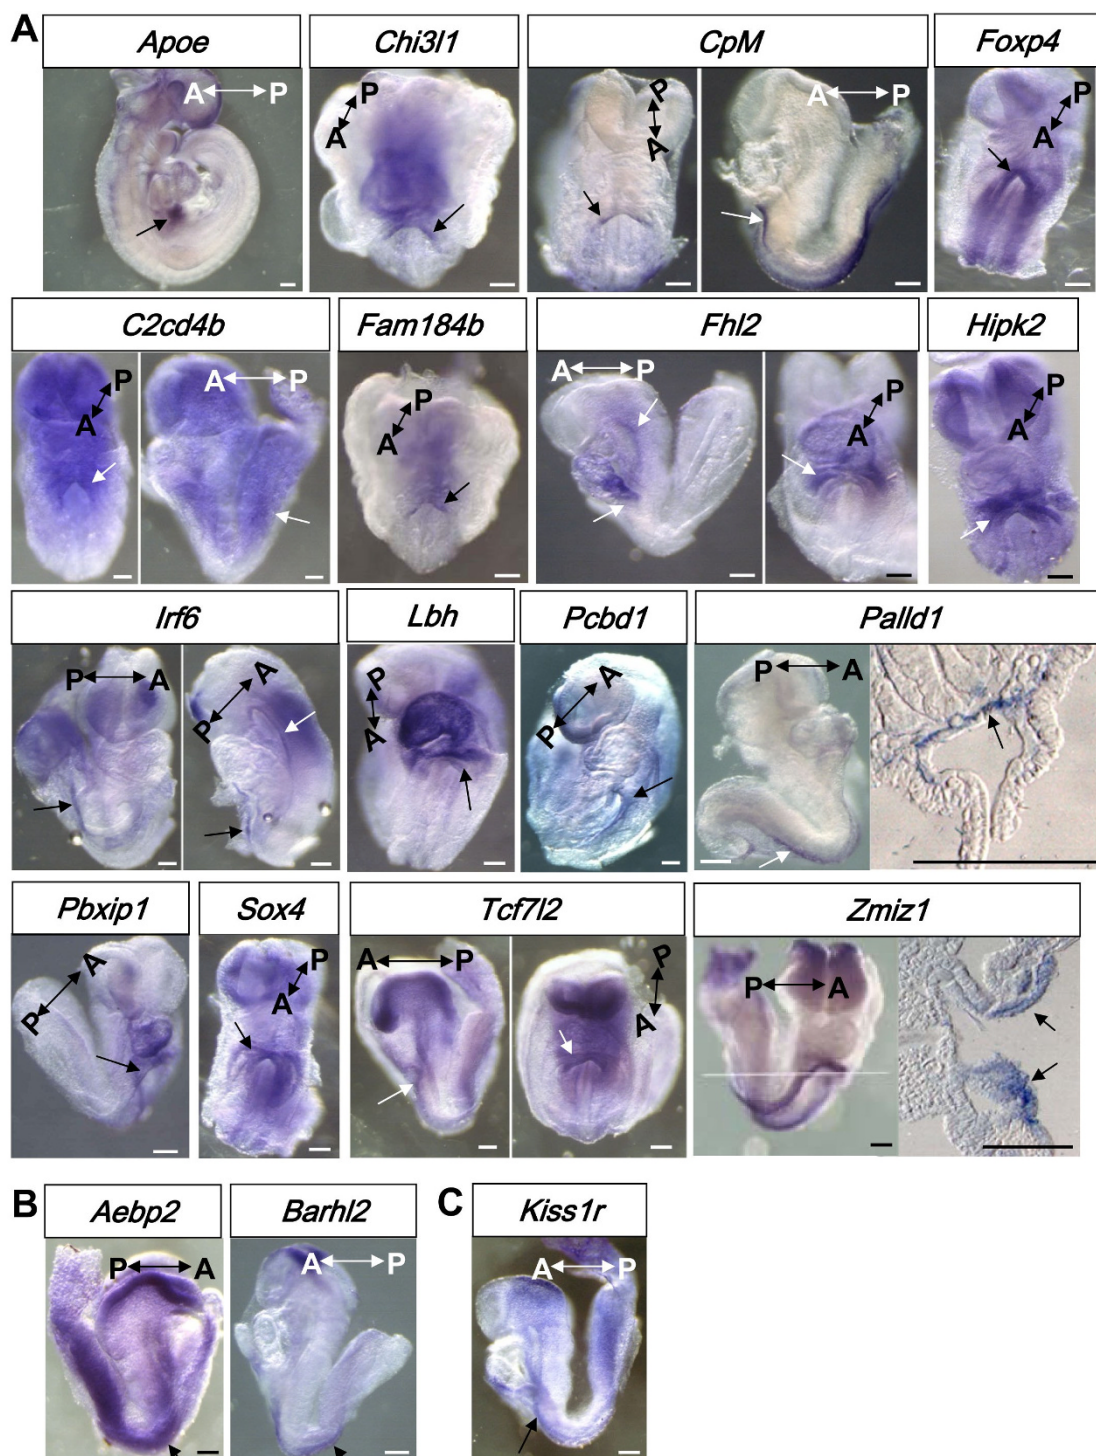 A
Apoe
Chi3l1
CpM
Foxp4
A P
P
A
P
A
A P
P
A
C2cd4b
Fam184b
Fhl2
Hipk2
P
A
A P
P
A
A P
P
A
P
A
Irf6
Lbh
Pcbd1
Palld1
P A
A
P
P
A
A
P
P A
Pbxip1
Sox4
Tcf7l2
Zmiz1
A
P
P
A
A P
P
A
P A
B
Aebp2
Barhl2
C
Kiss1r
P A
A P
A P